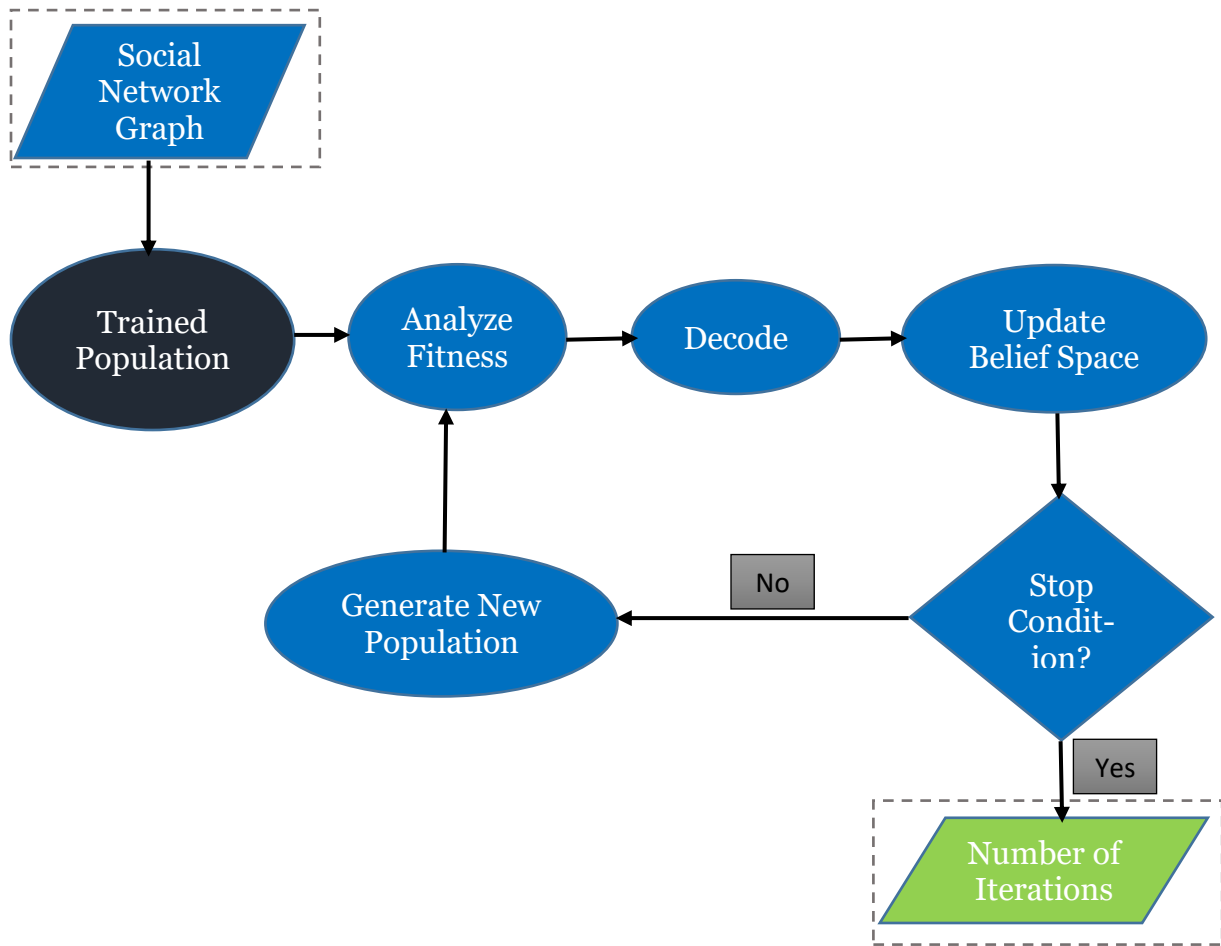 Social
Network
Graph
Trained
Population
Analyze
Fitness
Decode
Update
Belief Space
Generate New
Population
No
Stop
Condit-
ion?
Yes
Number of
Iterations